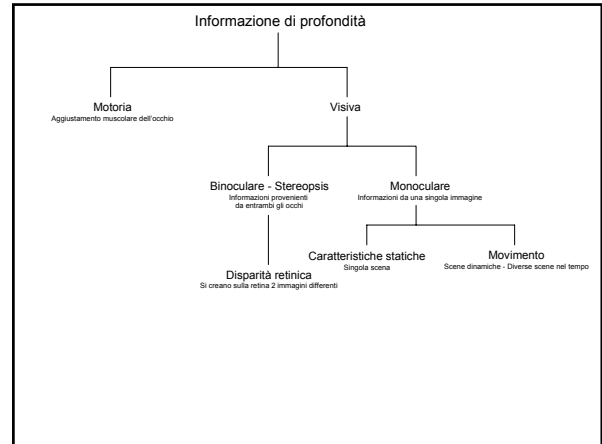 Informazione di profondità
Motoria
Aggiustamento muscolare dell'occhio
Visiva
Binoculare - Stereopsis
Informazioni provenienti
da entrambi gli occhi
Monoculare
Informazioni da una singola immagine
Disparità retinica
Si creano sulla retina 2 immagini differenti
Caratteristiche statiche
Singola scena
Movimento
Scene dinamiche - Diverse scene nel tempo